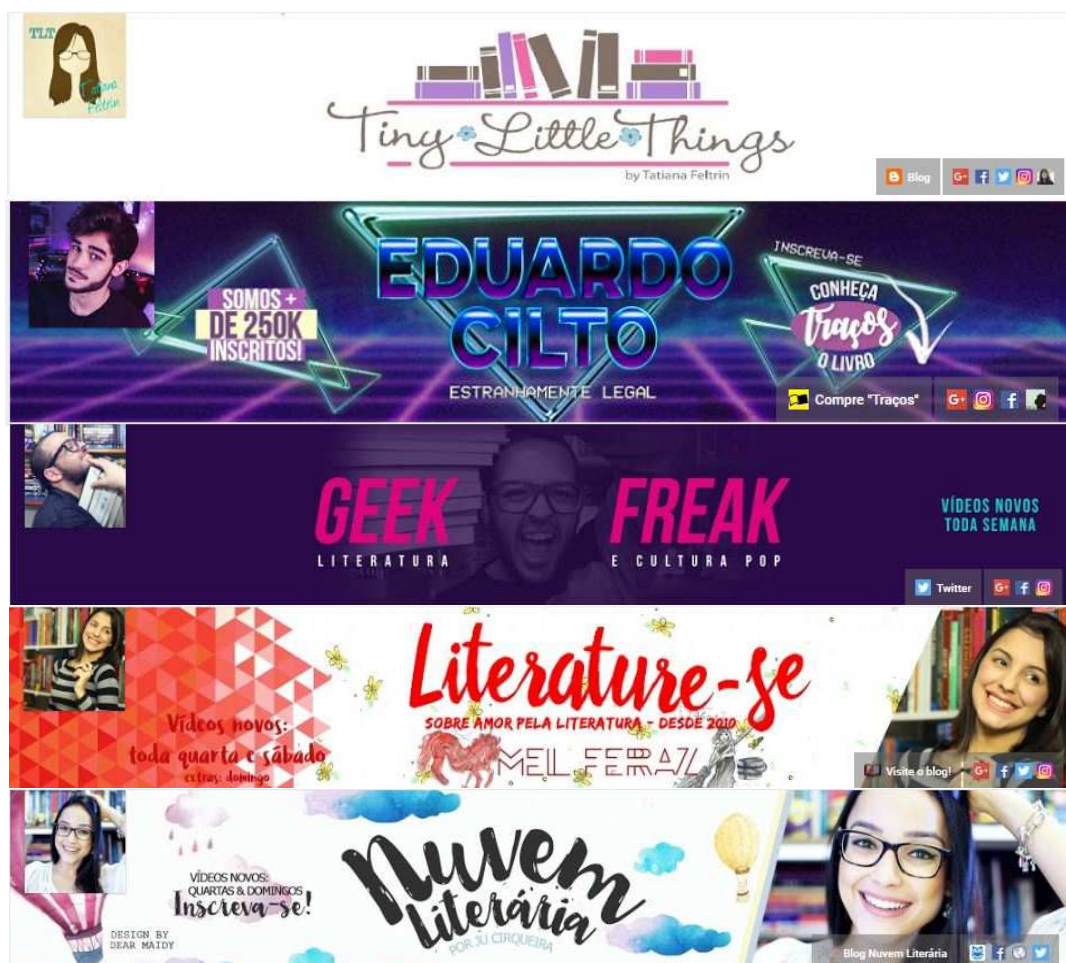 TLT
Tatiana
Feltrin
Tiny Little Things
by Tatiana Feltrin
Blog
SOMOS +
DE 250K
INSCRITOS!
EDUARDO
CILTO
ESTRANHAMENTE LEGAL
INSCREVA-SE
CONHEÇA
Traços
O LIVRO
Compre "Traços"
GEEK FREAK
LITERATURA E CULTURA POP
VÍDEOS NOVOS
TODA SEMANA
Twitter
Vídeos novos:
toda quarta e sábado
extras: domingo
Literature-se
SOBRE AMOR PELA LITERATURA - DESDE 2010
MEL FERRAZ
Visite o blog!
VÍDEOS NOVOS:
QUARTAS & DOMINGOS
Inscreva-se!
DESIGN BY
DEAR MAIDY
Nuvem
Literária
POR JU CIRQUEIRA
Blog Nuvem Literária